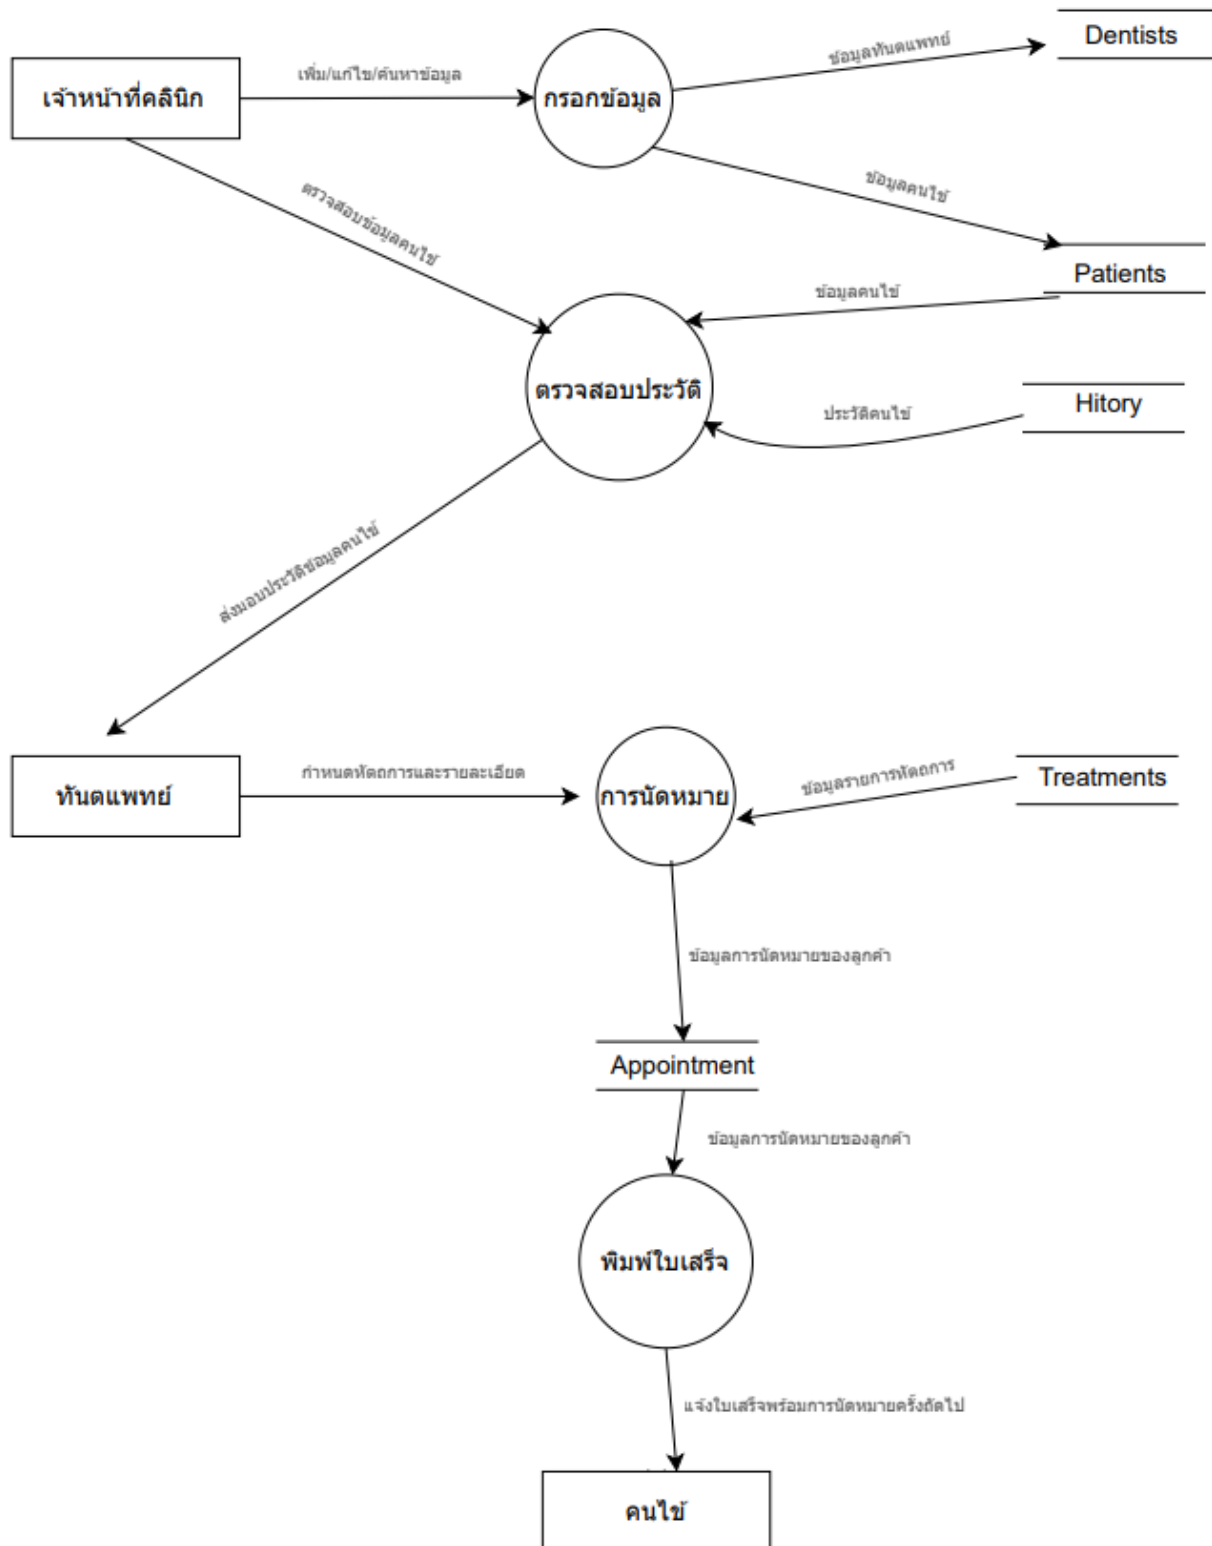 Dentists
ข้อมูลทันตแพทย์
เพิ่ม/แก้ไข/ค้นหาข้อมูล
เจ้าหน้าที่คลินิก
กรอกข้อมูล
ข้อมูลคนไข้
ตรวจสอบข้อมูลคนไข้
Patients
ข้อมูลคนไข้
ตรวจสอบประวัติ
Hitory
ประวัติคนไข้
ส่งมอบประวัติข้อมูลคนไข้
ทันตแพทย์
กำหนดหัตถการและรายละเอียด
การนัดหมาย
ข้อมูลรายการหัตถการ
Treatments
ข้อมูลการนัดหมายของลูกค้า
Appointment
ข้อมูลการนัดหมายของลูกค้า
พิมพ์ใบเสร็จ
แจ้งใบเสร็จพร้อมการนัดหมายครั้งถัดไป
คนไข้